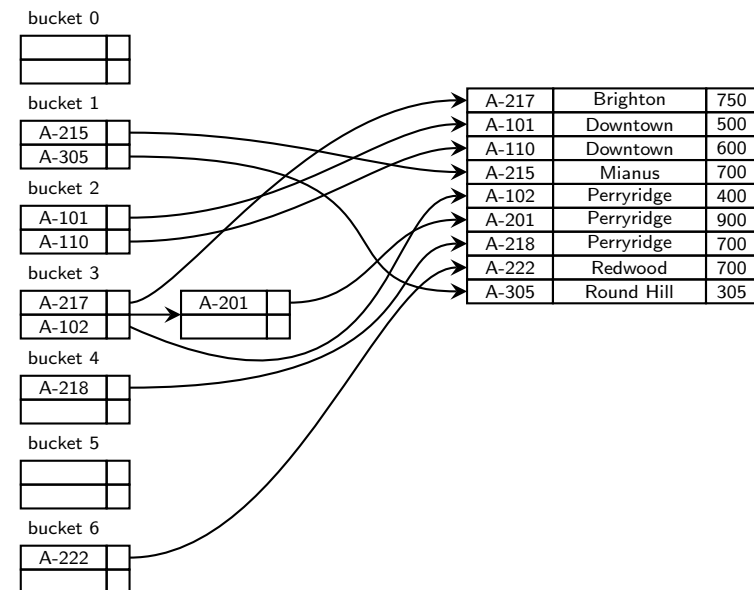 bucket 0
bucket 1
A-215
A-305
bucket 2
A-101
A-110
bucket 3
A-217
A-102
A-201
bucket 4
A-218
bucket 5
bucket 6
A-222
A-217 Brighton 750
A-101 Downtown 500
A-110 Downtown 600
A-215 Mianus 700
A-102 Perryridge 400
A-201 Perryridge 900
A-218 Perryridge 700
A-222 Redwood 700
A-305 Round Hill 305